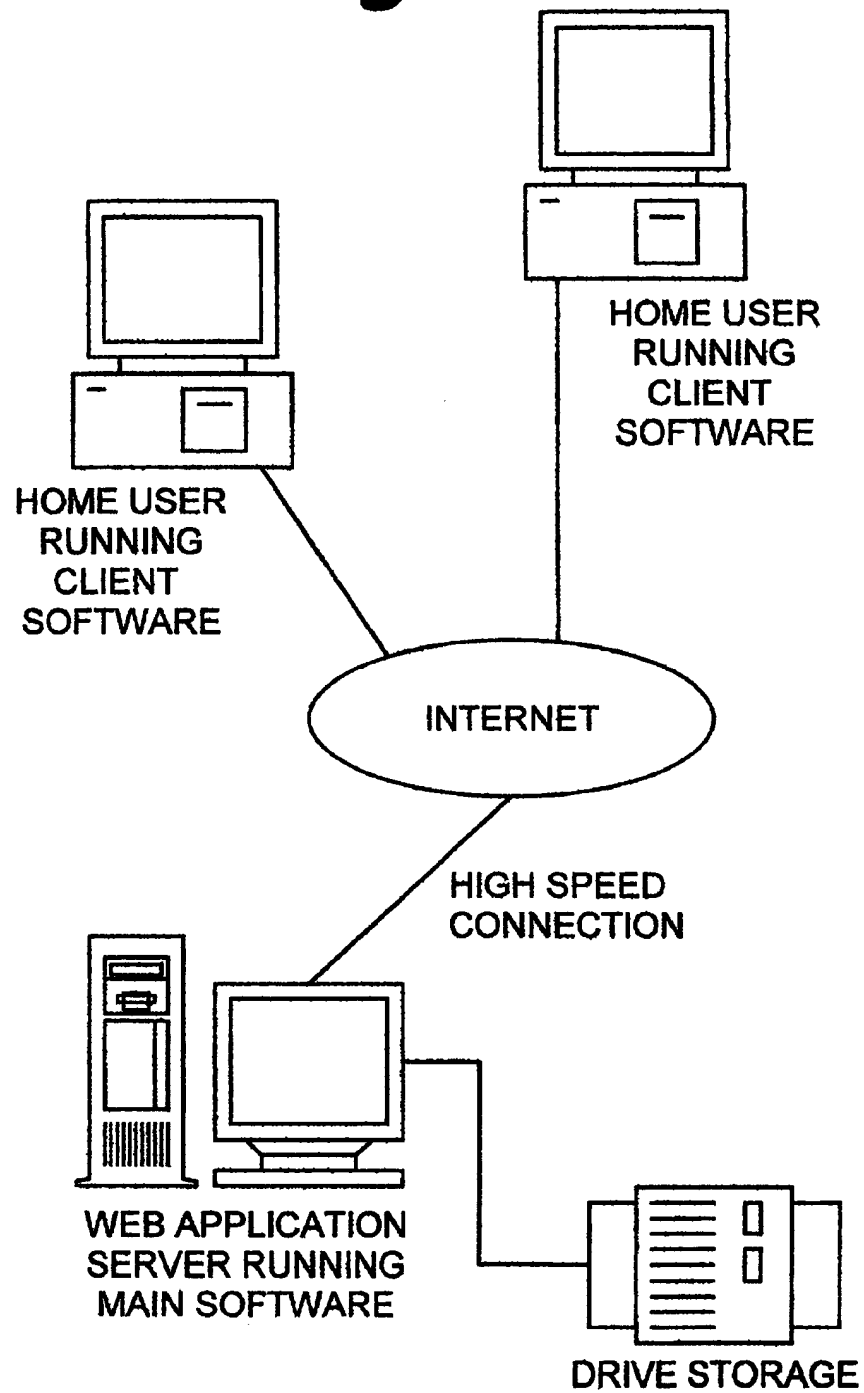 HOME USER
RUNNING
CLIENT
SOFTWARE
HOME USER
RUNNING
CLIENT
SOFTWARE
INTERNET
HIGH SPEED
CONNECTION
WEB APPLICATION
SERVER RUNNING
MAIN SOFTWARE
DRIVE STORAGE